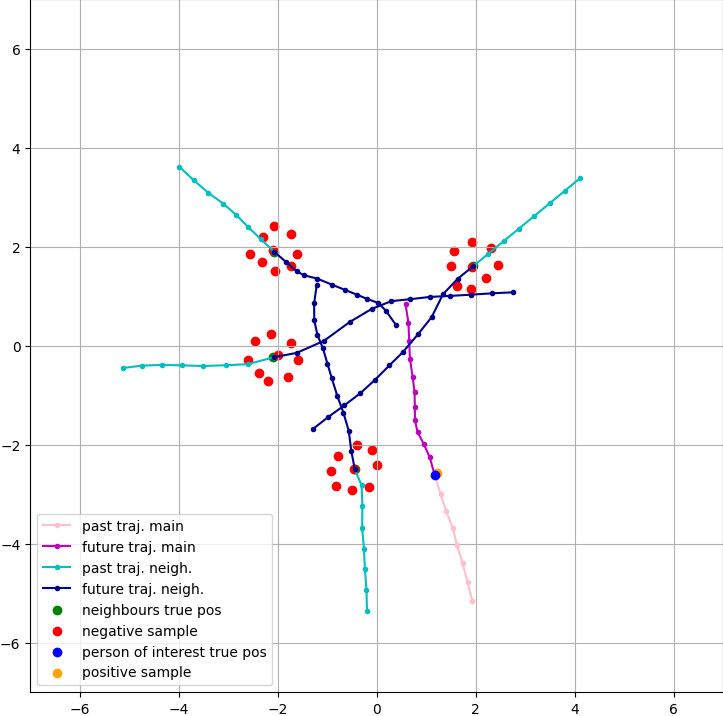 6
4
2
0
−2
−4
−6
past traj. main
future traj. main
past traj. neigh.
future traj. neigh.
neighbours true pos
negative sample
person of interest true pos
positive sample
−6 −4 −2 0 2 4 6